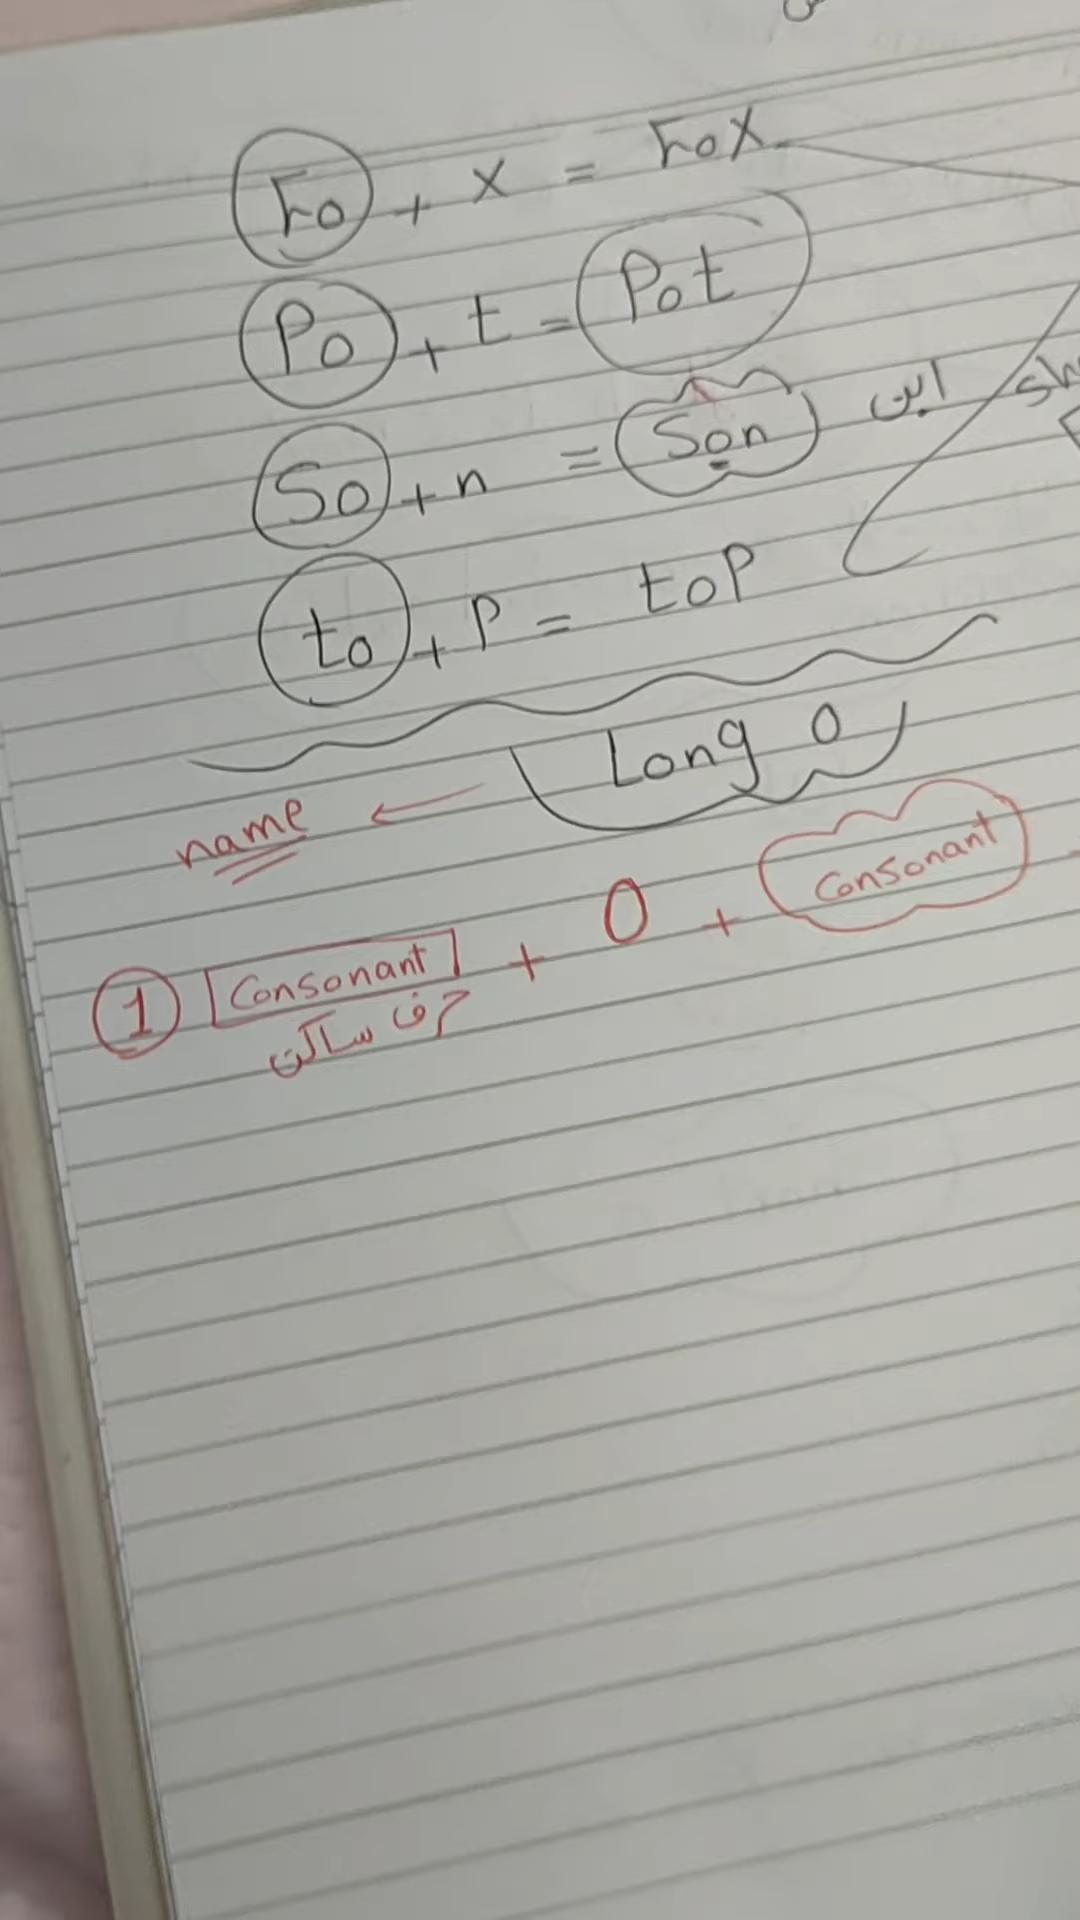 Fo + x = Fox
Po + t = Pot
So + n = Son ابن
to + P = toP
Long O
name ←
① Consonant + O + Consonant
حرف ساكن